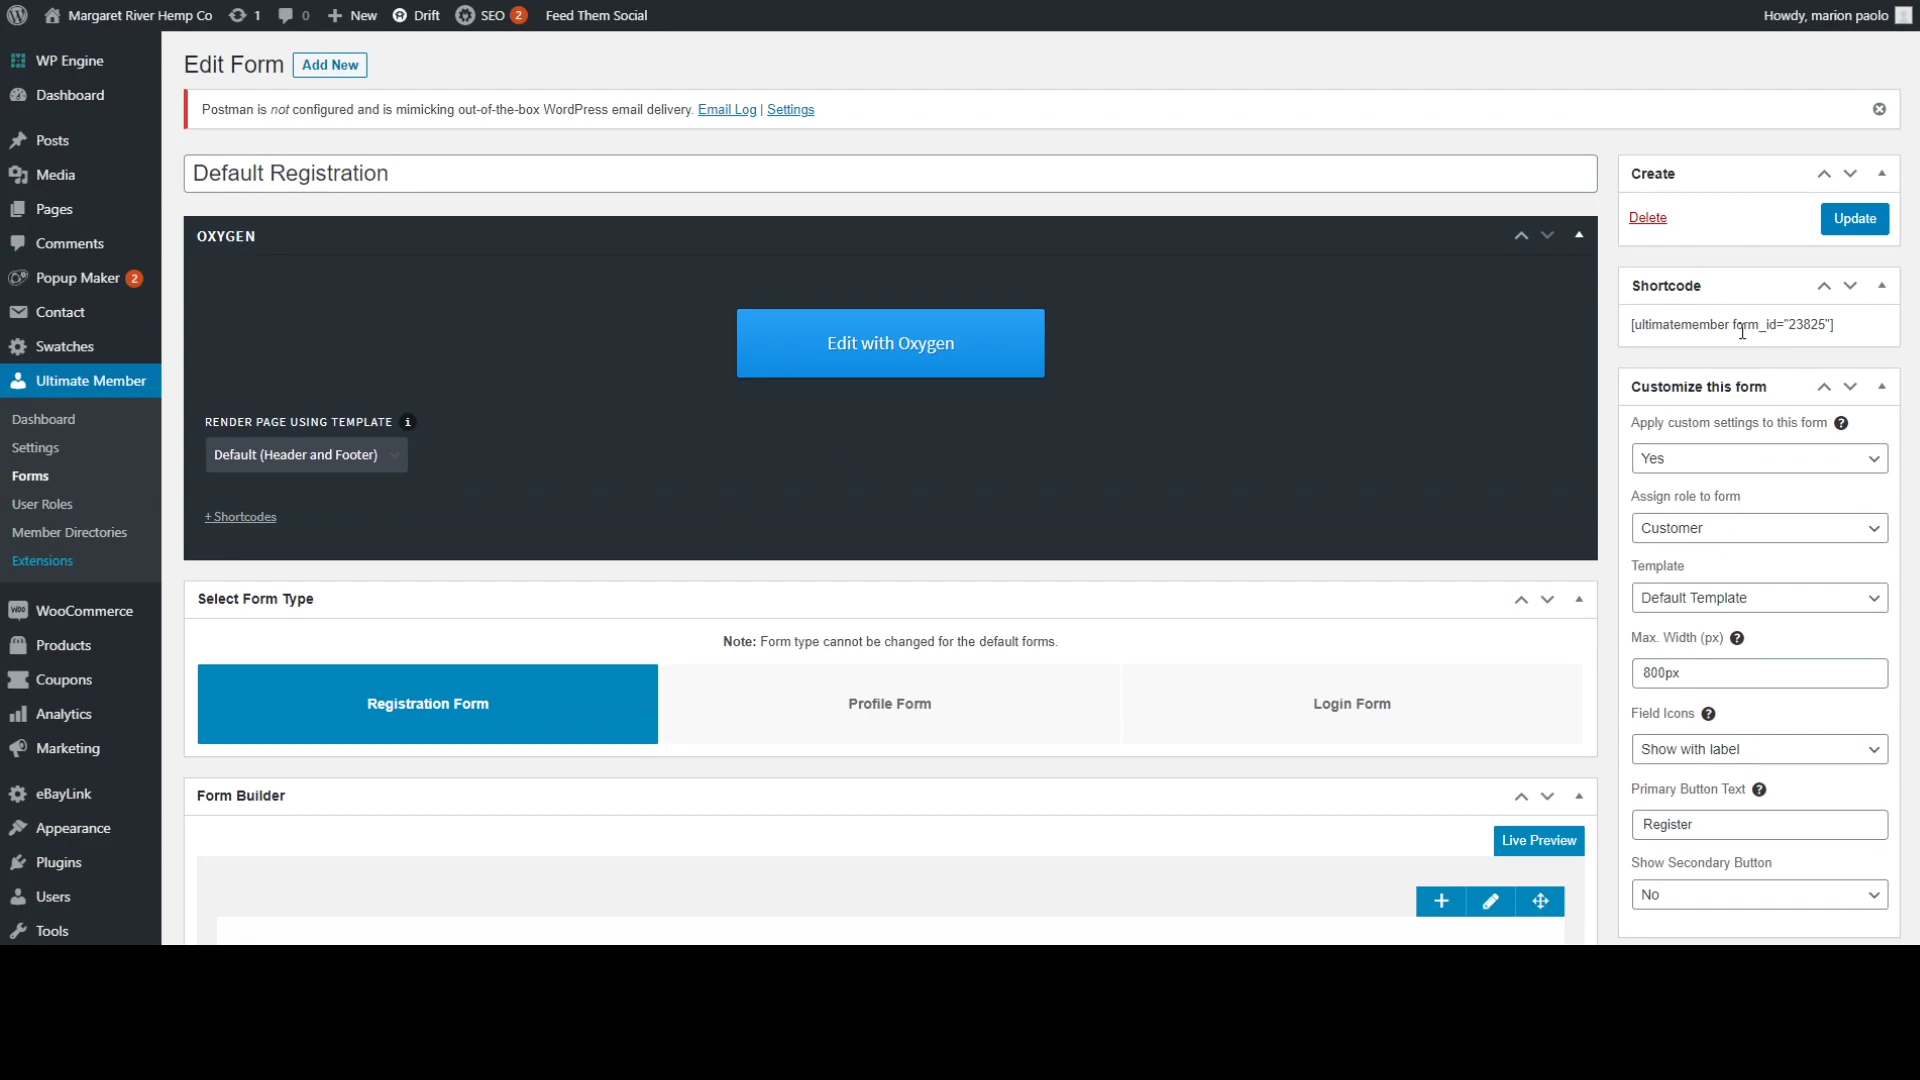 Margaret River Hemp Co 1 0 New Drift SEO 2 Feed Them Social Howdy, marion paolo
WP Engine
Dashboard
Posts
Media
Pages
Comments
Popup Maker 2
Contact
Swatches
Ultimate Member
Dashboard
Settings
Forms
User Roles
Member Directories
Extensions
WooCommerce
Products
Coupons
Analytics
Marketing
eBayLink
Appearance
Plugins
Users
Tools
Edit Form Add New
Postman is not configured and is mimicking out-of-the-box WordPress email delivery. Email Log | Settings
Default Registration
OXYGEN
Edit with Oxygen
RENDER PAGE USING TEMPLATE i
Default (Header and Footer)
+ Shortcodes
Select Form Type
Note: Form type cannot be changed for the default forms.
Registration Form Profile Form Login Form
Form Builder
Live Preview
Create
Delete Update
Shortcode
[ultimatemember form_id="23825"]
Customize this form
Apply custom settings to this form ?
Yes
Assign role to form
Customer
Template
Default Template
Max. Width (px) ?
800px
Field Icons ?
Show with label
Primary Button Text ?
Register
Show Secondary Button
No